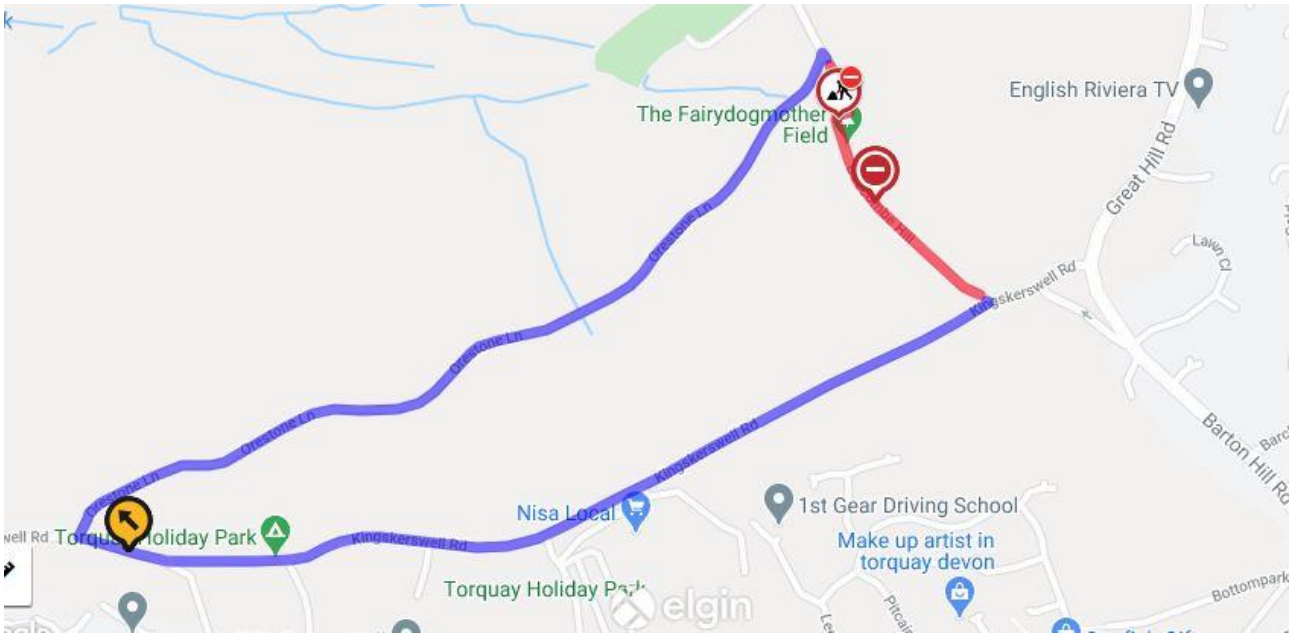 English Riviera TV
The Fairydogmother
Field
Great Hill Rd
Lawn Cl
Orestone Ln
Hill
Kingskerswell Rd
Orestone Ln
Barton Hill Rd
Orestone Ln
Kingskerswell Rd
Orestone Ln
Nisa Local
1st Gear Driving School
Torquay Holiday Park
Kingskerswell Rd
Make up artist in
torquay devon
Torquay Holiday Park
elgin
Bottompark